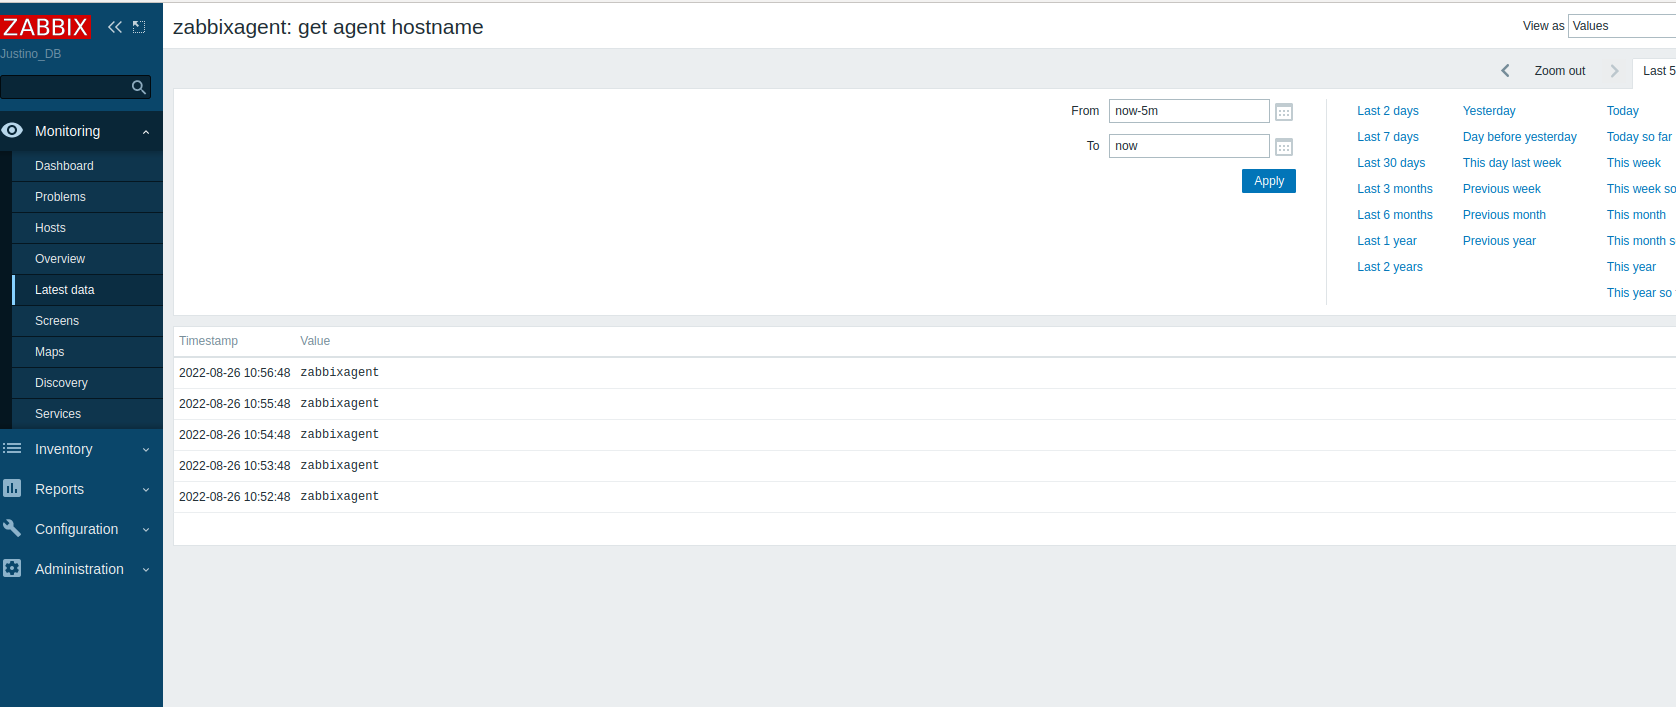 ZABBIX
Justino_DB
Monitoring
Dashboard
Problems
Hosts
Overview
Latest data
Screens
Maps
Discovery
Services
Inventory
Reports
Configuration
Administration
zabbixagent: get agent hostname
View as Values
Zoom out Last 5
From now-5m
To now
Apply
Last 2 days Yesterday Today
Last 7 days Day before yesterday Today so far
Last 30 days This day last week This week
Last 3 months Previous week This week so
Last 6 months Previous month This month
Last 1 year Previous year This month s
Last 2 years This year
This year so
Timestamp Value
2022-08-26 10:56:48 zabbixagent
2022-08-26 10:55:48 zabbixagent
2022-08-26 10:54:48 zabbixagent
2022-08-26 10:53:48 zabbixagent
2022-08-26 10:52:48 zabbixagent